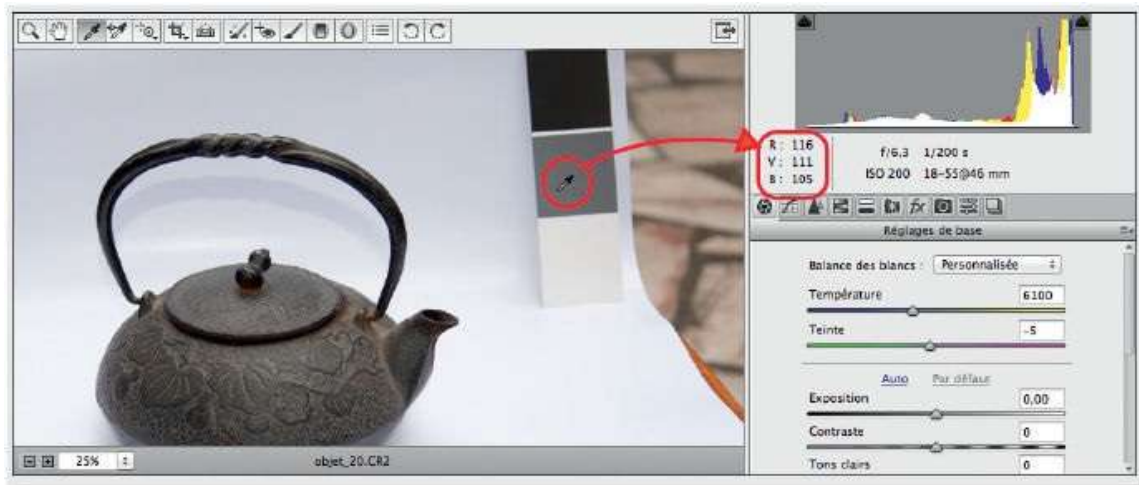 R : 116
V : 111
B : 105
f/6,3 1/200 s
ISO 200 18-55@46 mm
Réglages de base
Balance des blancs : Personnalisée
Température 6100
Teinte -5
Auto Par défaut
Exposition 0,00
Contraste 0
Tons clairs 0
25% objet_20.CR2